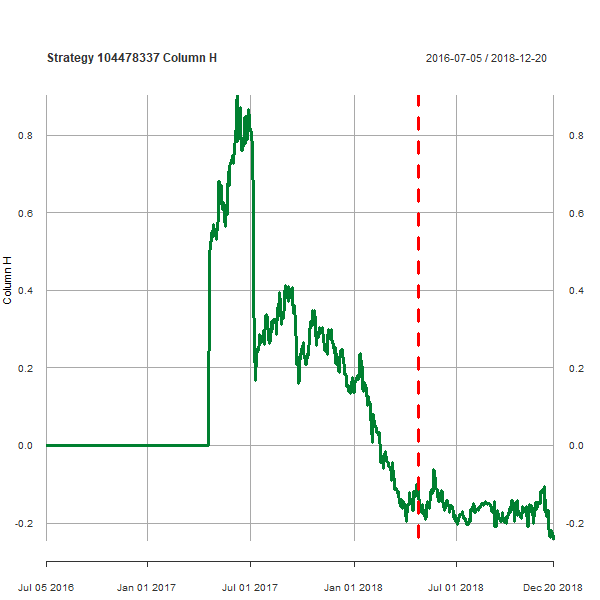 Strategy 104478337 Column H
2016-07-05 / 2018-12-20
Column H
0.8
0.6
0.4
0.2
0.0
-0.2
0.8
0.6
0.4
0.2
0.0
-0.2
Jul 05 2016
Jan 01 2017
Jul 01 2017
Jan 01 2018
Jul 01 2018
Dec 20 2018